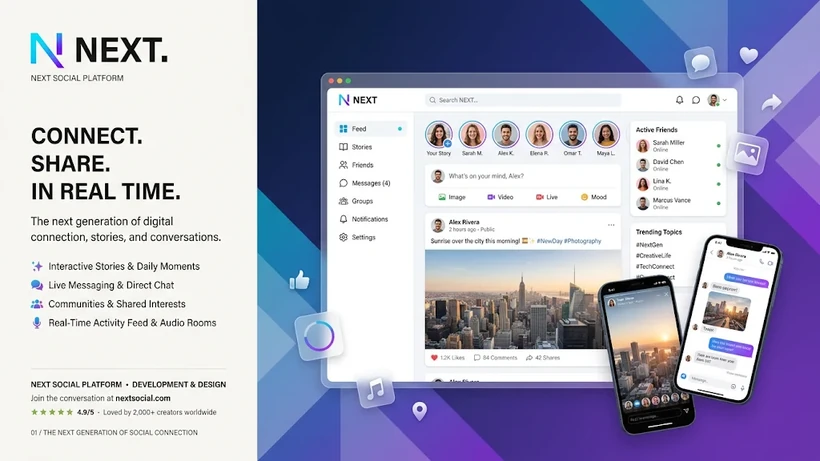 NEXT.
NEXT SOCIAL PLATFORM
CONNECT.
SHARE.
IN REAL TIME.
The next generation of digital
connection, stories, and conversations.
Interactive Stories & Daily Moments
Live Messaging & Direct Chat
Communities & Shared Interests
Real-Time Activity Feed & Audio Rooms
NEXT SOCIAL PLATFORM • DEVELOPMENT & DESIGN
Join the conversation at nextsocial.com
★★★★★ 4.9/5 • Loved by 2,000+ creators worldwide
01 / THE NEXT GENERATION OF SOCIAL CONNECTION
NEXT
Search NEXT...
Feed
Stories
Friends
Messages (4)
Groups
Notifications
Settings
Your Story
Sarah M.
Alex K.
Elena R.
Omar T.
Maya L.
What's on your mind, Alex?
Image
Video
Live
Mood
Alex Rivera
2 hours ago • Public
Sunrise over the city this morning! #NewDay #Photography
1.2K Likes
84 Comments
42 Shares
Active Friends
Sarah Miller
Online
David Chen
Online
Lina K.
Online
Marcus Vance
Online
Trending Topics
#NextGen
#CreativeLife
#TechConnect
Alex Rivera
Message...